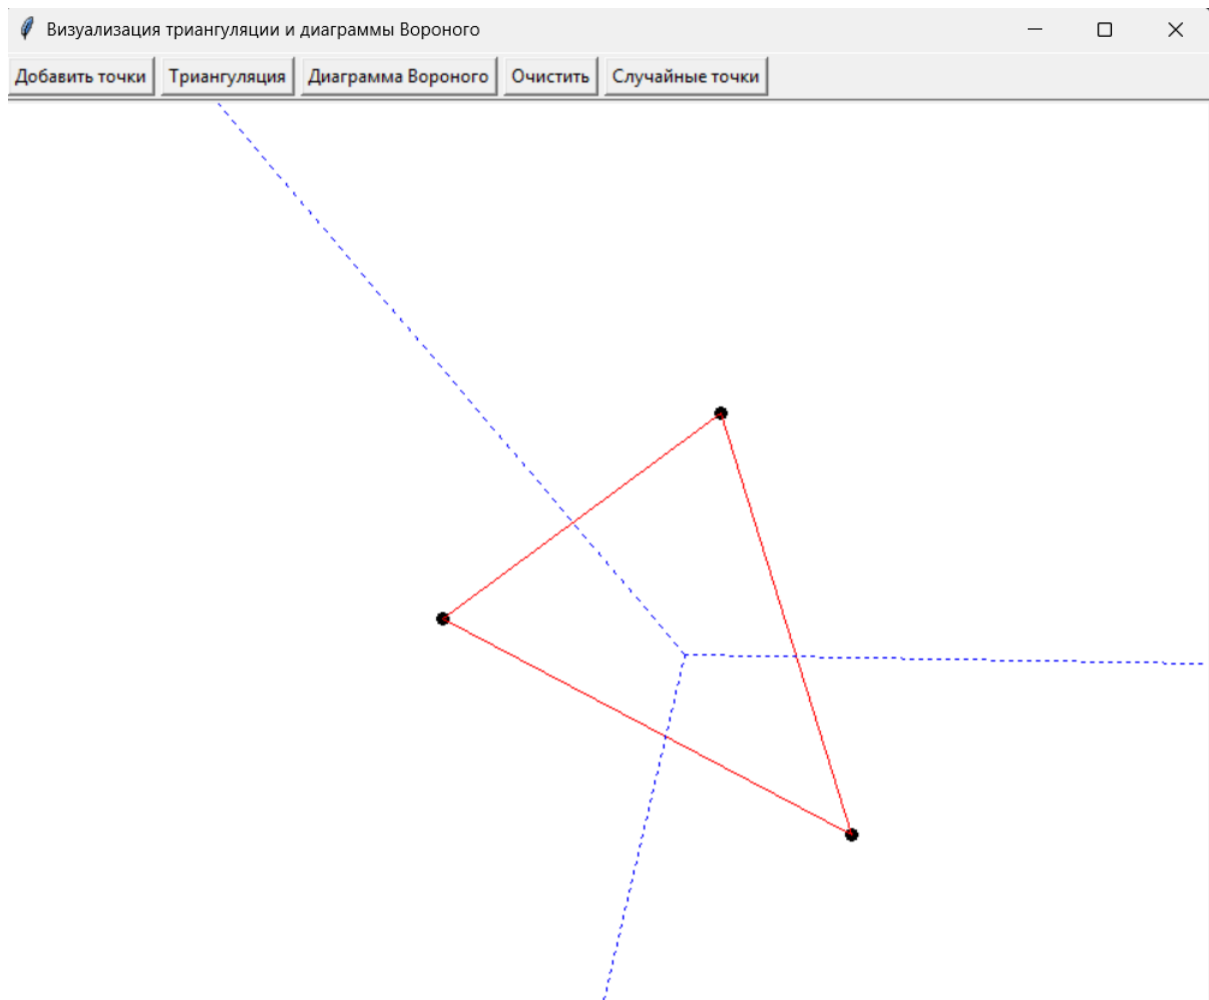 Визуализация триангуляции и диаграммы Вороного
Добавить точки Триангуляция Диаграмма Вороного Очистить Случайные точки